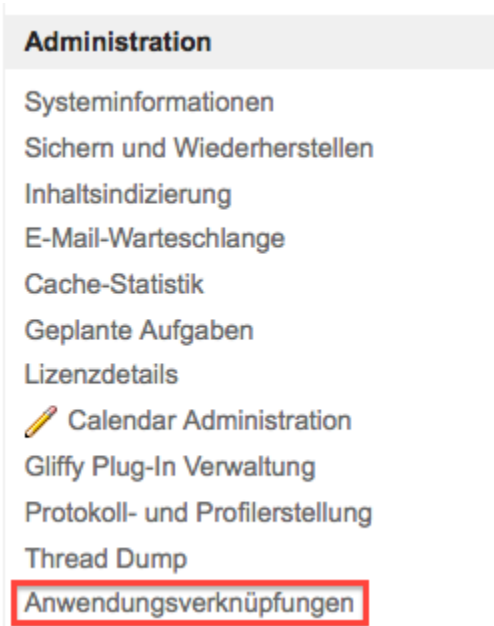 Administration
Systeminformationen
Sichern und Wiederherstellen
Inhaltsindizierung
E-Mail-Warteschlange
Cache-Statistik
Geplante Aufgaben
Lizenzdetails
Calendar Administration
Gliffy Plug-In Verwaltung
Protokoll- und Profilerstellung
Thread Dump
Anwendungsverknüpfungen